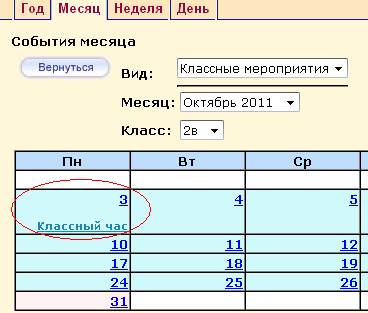 Год Месяц Неделя День
События месяца
Вернуться Вид: Классные мероприятия
Месяц: Октябрь 2011
Класс: 2в
Пн Вт Ср
3 4 5
Классный час
10 11 12
17 18 19
24 25 26
31